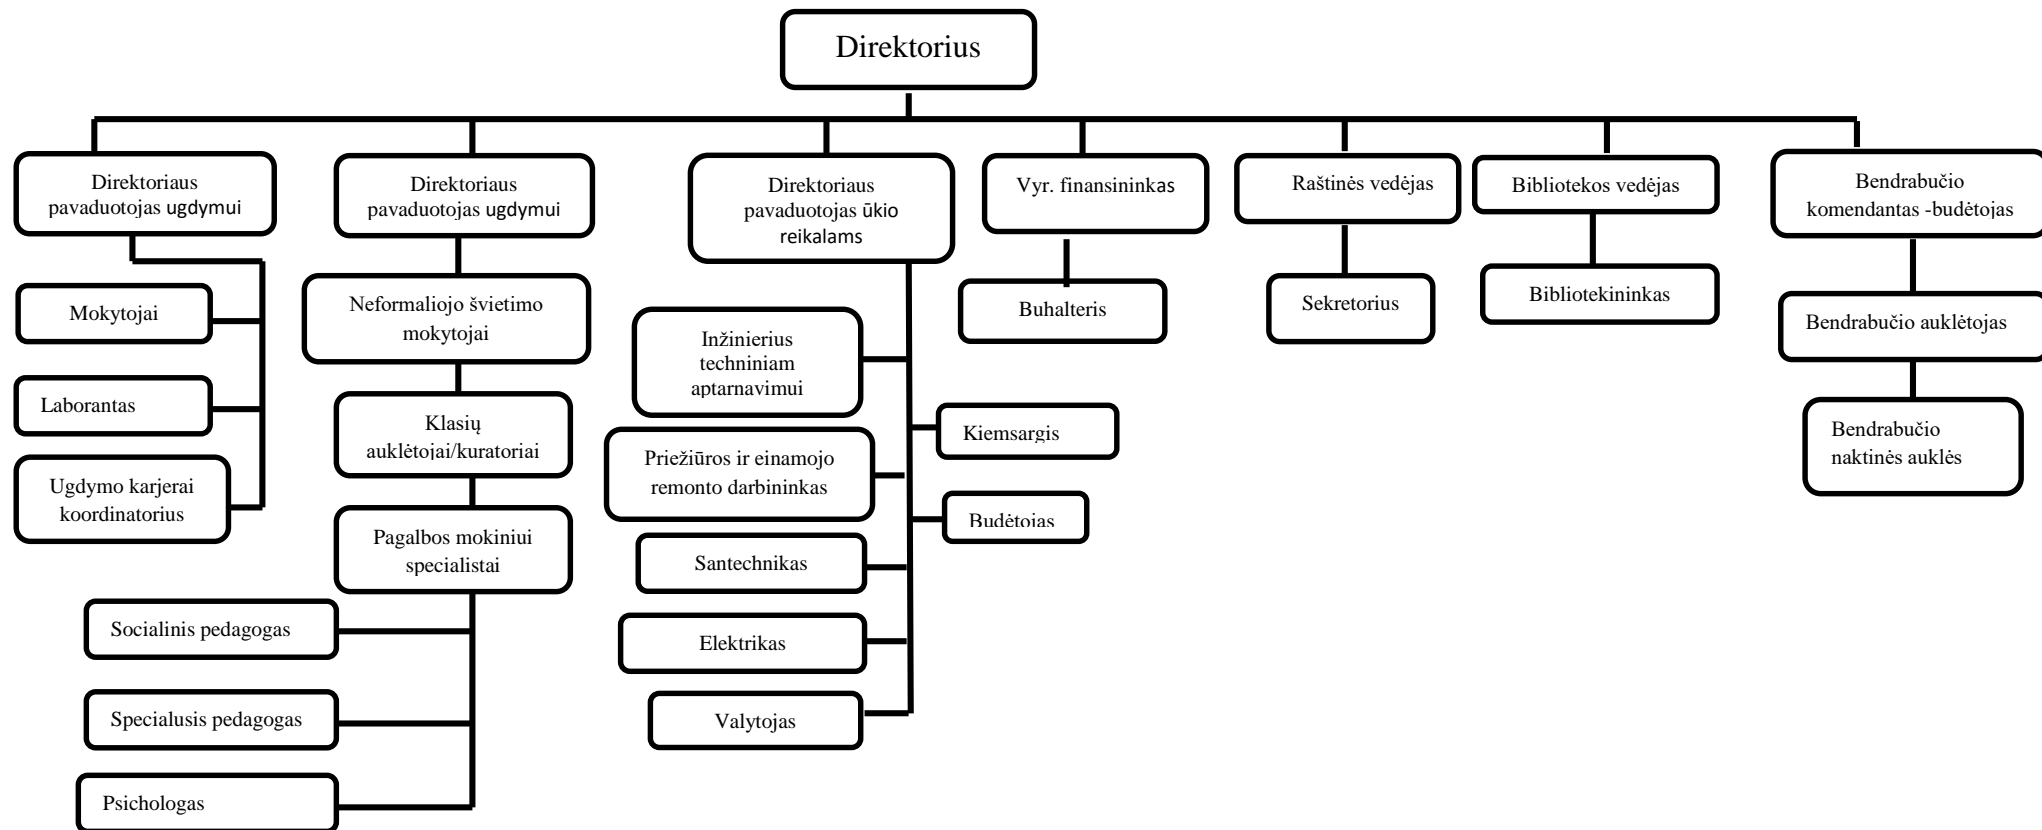 Direktorius
Direktoriaus
pavaduotojas ugdymui
Direktoriaus
pavaduotojas ugdymui
Direktoriaus
pavaduotojas ūkio
reikalams
Vyr. finansininkas
Raštinės vedėjas
Bibliotekos vedėjas
Bendrabučio
komendantas -budėtojas
Mokytojai
Laborantas
Ugdymo karjerai
koordinatorius
Neformaliojo švietimo
mokytojai
Klasių
auklėtojai/kuratoriai
Pagalbos mokiniui
specialistai
Socialinis pedagogas
Specialusis pedagogas
Psichologas
Inžinierius
techniniam
aptarnavimui
Priežiūros ir einamojo
remonto darbininkas
Santechnikas
Elektrikas
Valytojas
Kiemsargis
Budėtojas
Buhalteris
Sekretorius
Bibliotekininkas
Bendrabučio auklėtojas
Bendrabučio
naktinės auklės